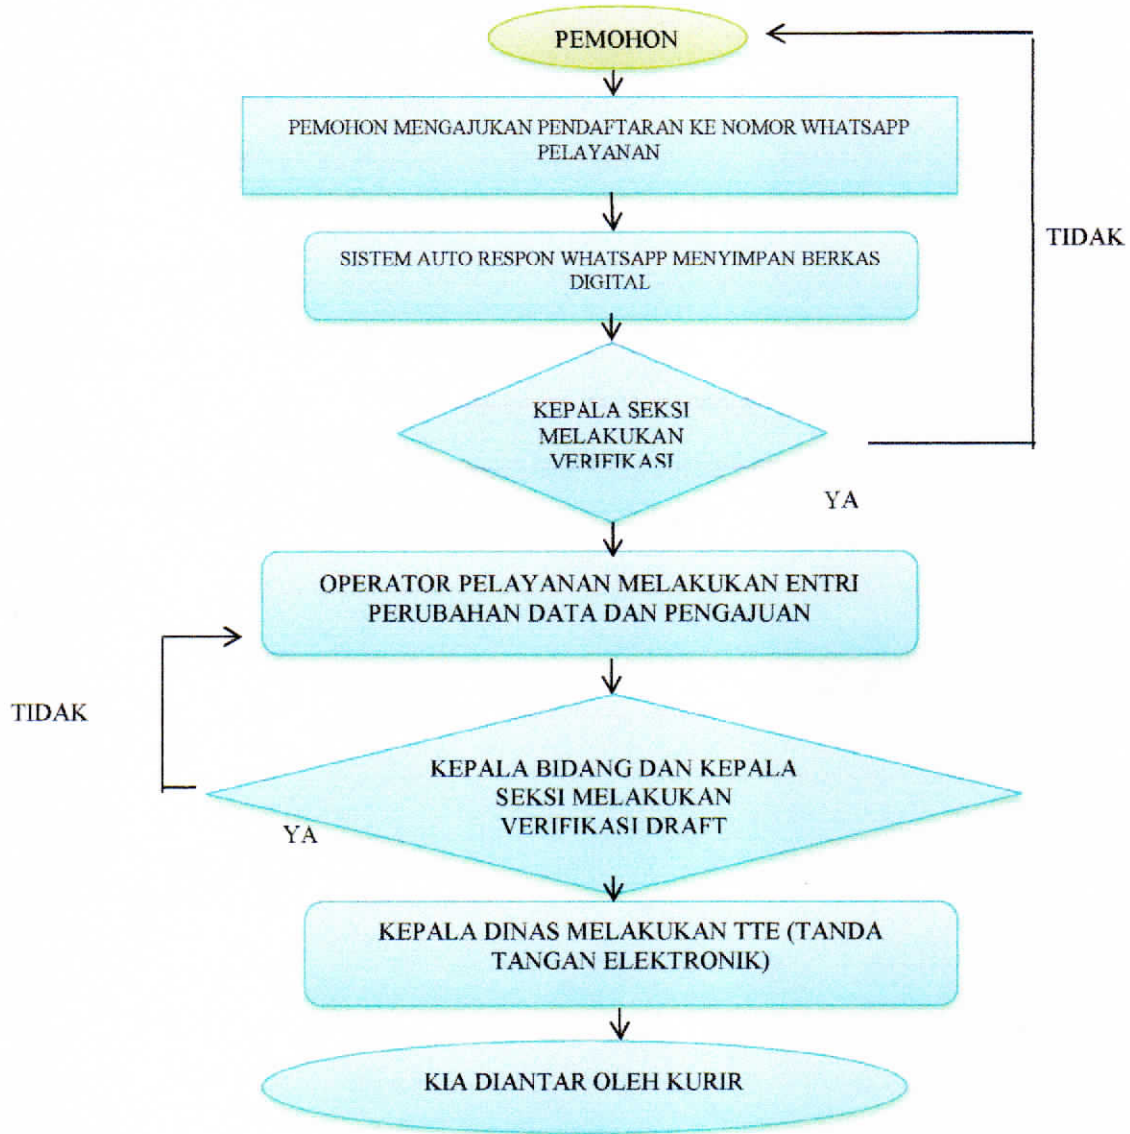 PEMOHON
PEMOHON MENGAJUKAN PENDAFTARAN KE NOMOR WHATSAPP
PELAYANAN
TIDAK
SISTEM AUTO RESPON WHATSAPP MENYIMPAN BERKAS
DIGITAL
KEPALA SEKSI
MELAKUKAN
VERIFIKASI
YA
OPERATOR PELAYANAN MELAKUKAN ENTRI
PERUBAHAN DATA DAN PENGAJUAN
TIDAK
KEPALA BIDANG DAN KEPALA
SEKSI MELAKUKAN
VERIFIKASI DRAFT
YA
KEPALA DINAS MELAKUKAN TTE (TANDA
TANGAN ELEKTRONIK)
KIA DIANTAR OLEH KURIR